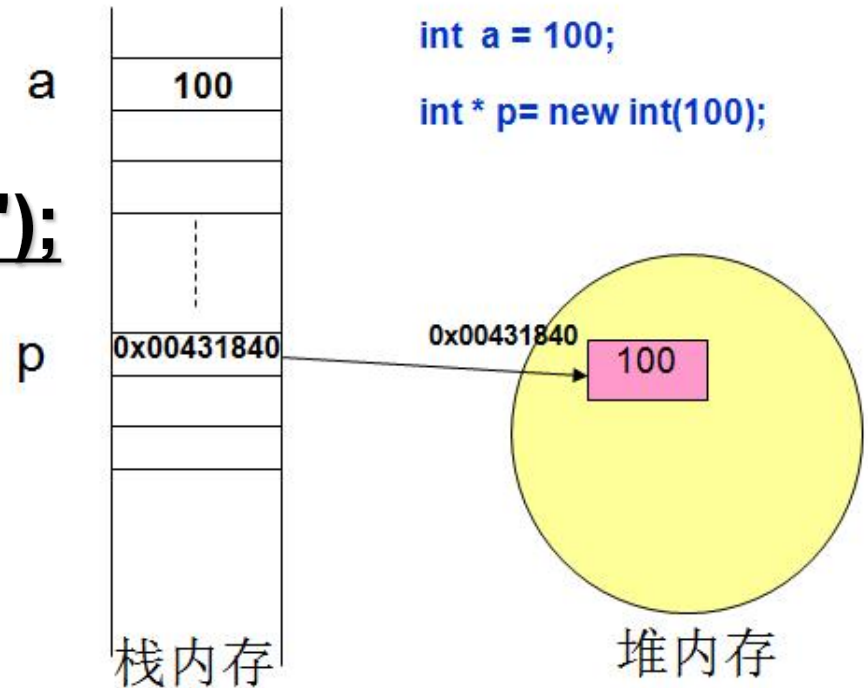 int a = 100;
a
100
int * p= new int(100);
");
p
0x00431840
0x00431840
100
栈内存
堆内存